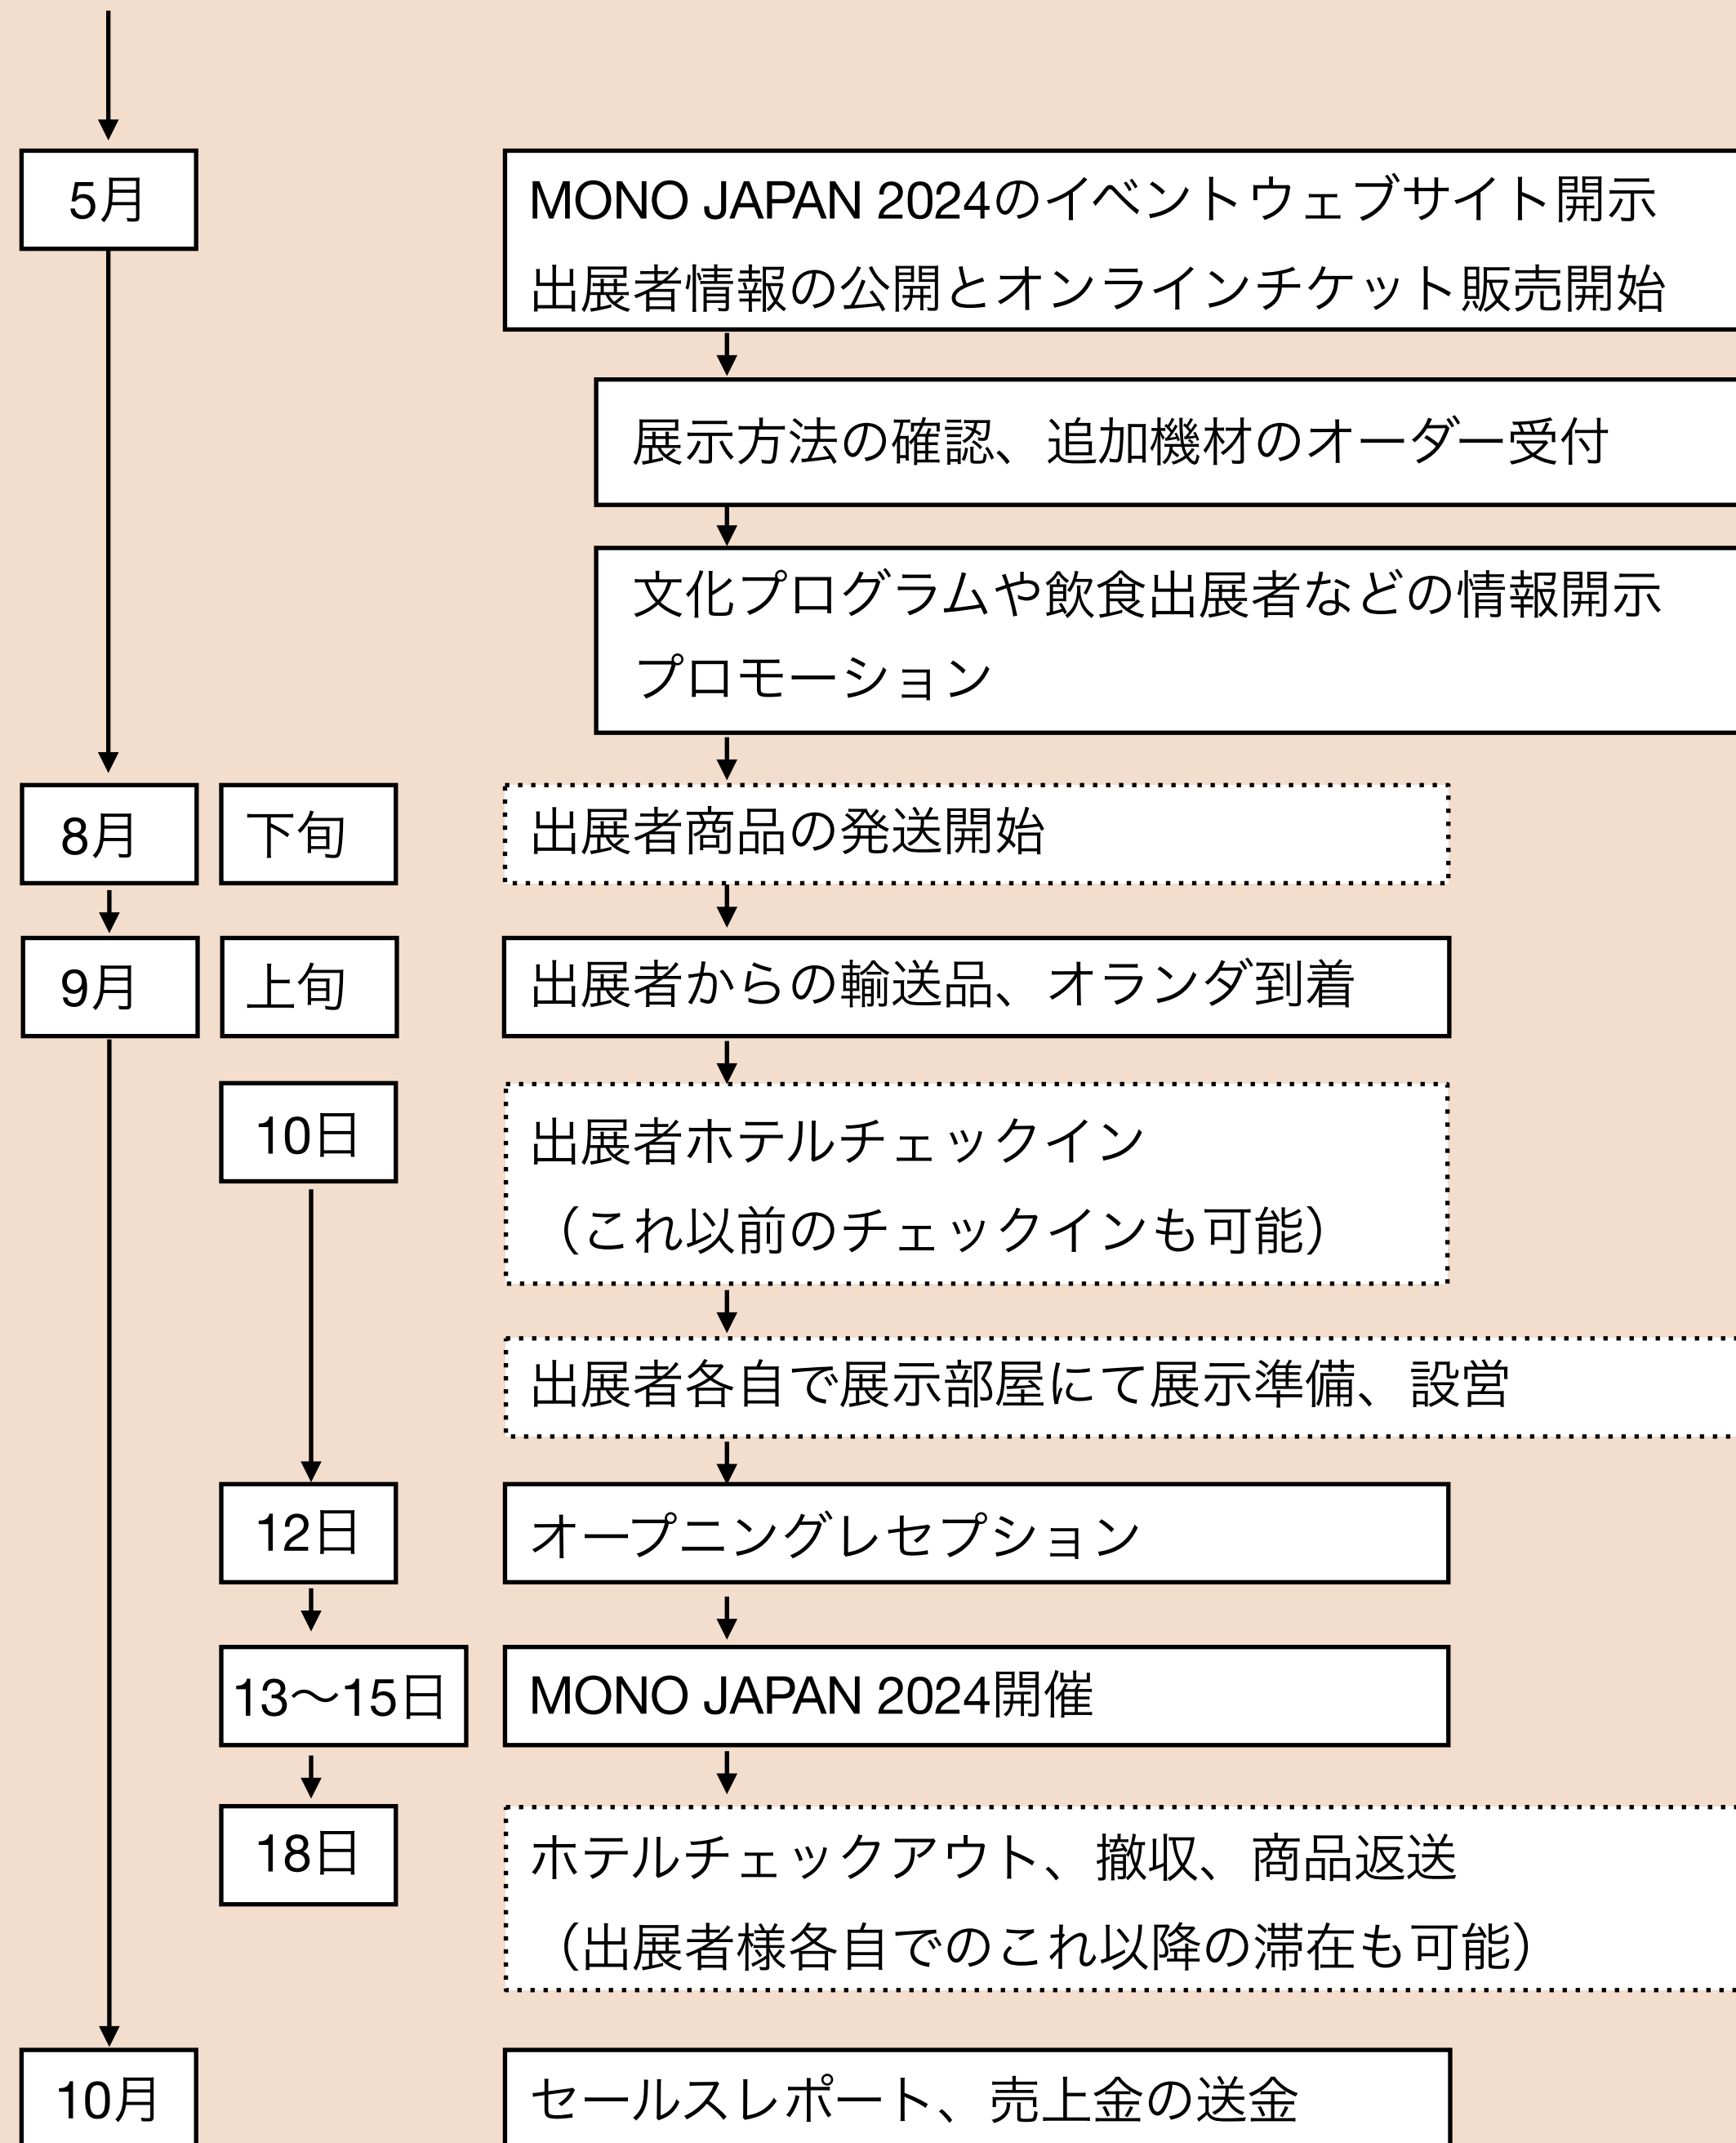 5月
MONO JAPAN 2024のイベントウェブサイト開示
出展者情報の公開とオンラインチケット販売開始
展示方法の確認、追加機材のオーダー受付
文化プログラムや飲食出展者などの情報開示
プロモーション
8月
下旬
出展者商品の発送開始
9月
上旬
出展者からの輸送品、オランダ到着
10日
出展者ホテルチェックイン
（これ以前のチェックインも可能）
出展者各自で展示部屋にて展示準備、設営
12日
オープニングレセプション
13〜15日
MONO JAPAN 2024開催
18日
ホテルチェックアウト、撤収、商品返送
（出展者様各自でのこれ以降の滞在も可能）
10月
セールスレポート、売上金の送金